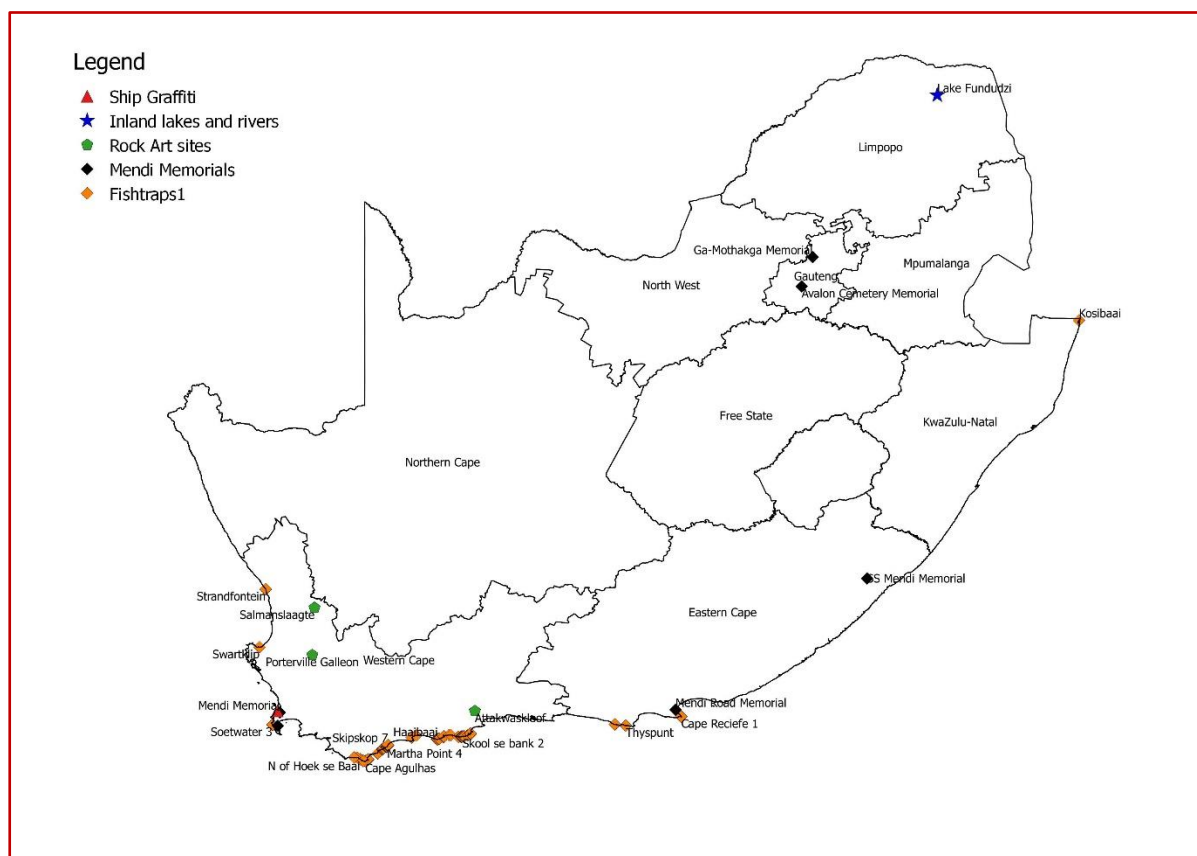 Legend
Ship Graffiti
Inland lakes and rivers
Rock Art sites
Mendi Memorials
Fishtraps1
Lake Fundudzi
Limpopo
Ga-Mothakga Memorial
Mpumalanga
Gauteng
North West
Avalon Cemetery Memorial
Kosibaai
Free State
KwaZulu-Natal
Northern Cape
SS Mendi Memorial
Strandfontein
Salmanslaagte
Eastern Cape
Swartklip
Porterville Galleon
Western Cape
Mendi Memorial
Mendi Road Memorial
Attakwaskloof
Cape Reciefe 1
Soetwater 3
Thyspunt
Haaibaai
Skipskop 7
Skool se bank 2
Martha Point 4
N of Hoek se Baai
Cape Agulhas